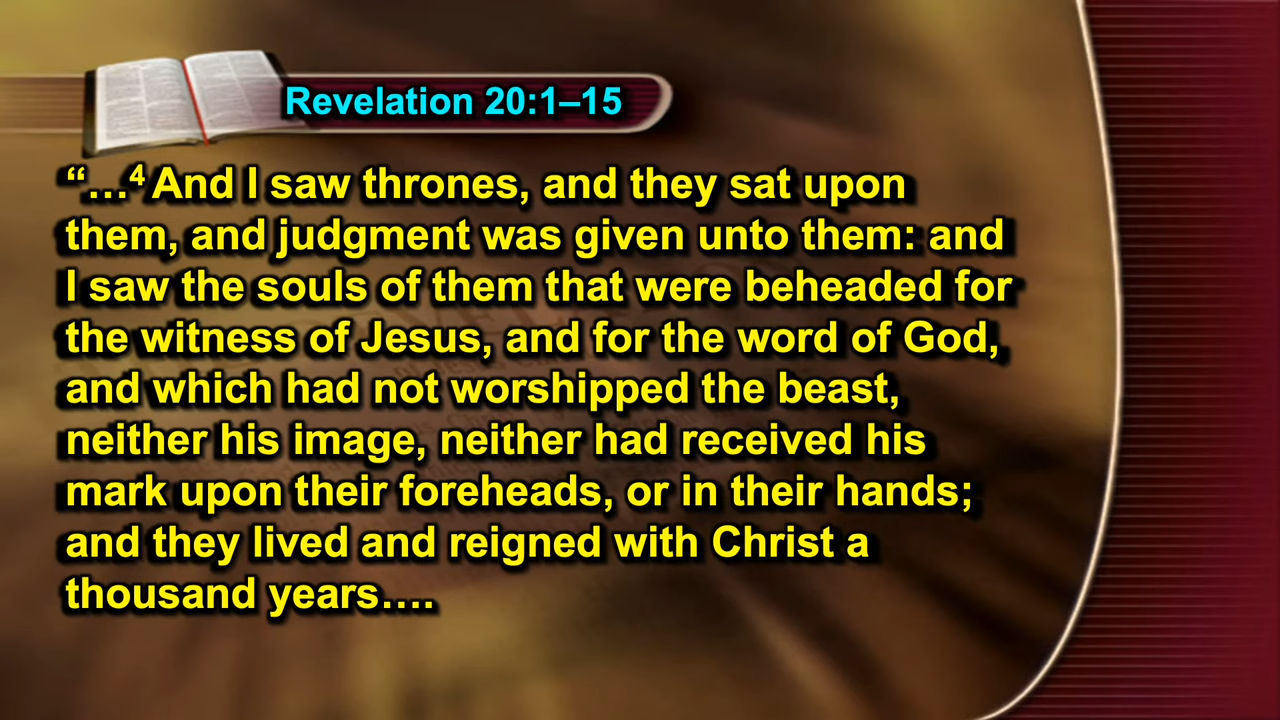 Revelation 20:1–15
“…⁴ And I saw thrones, and they sat upon
them, and judgment was given unto them: and
I saw the souls of them that were beheaded for
the witness of Jesus, and for the word of God,
and which had not worshipped the beast,
neither his image, neither had received his
mark upon their foreheads, or in their hands;
and they lived and reigned with Christ a
thousand years….